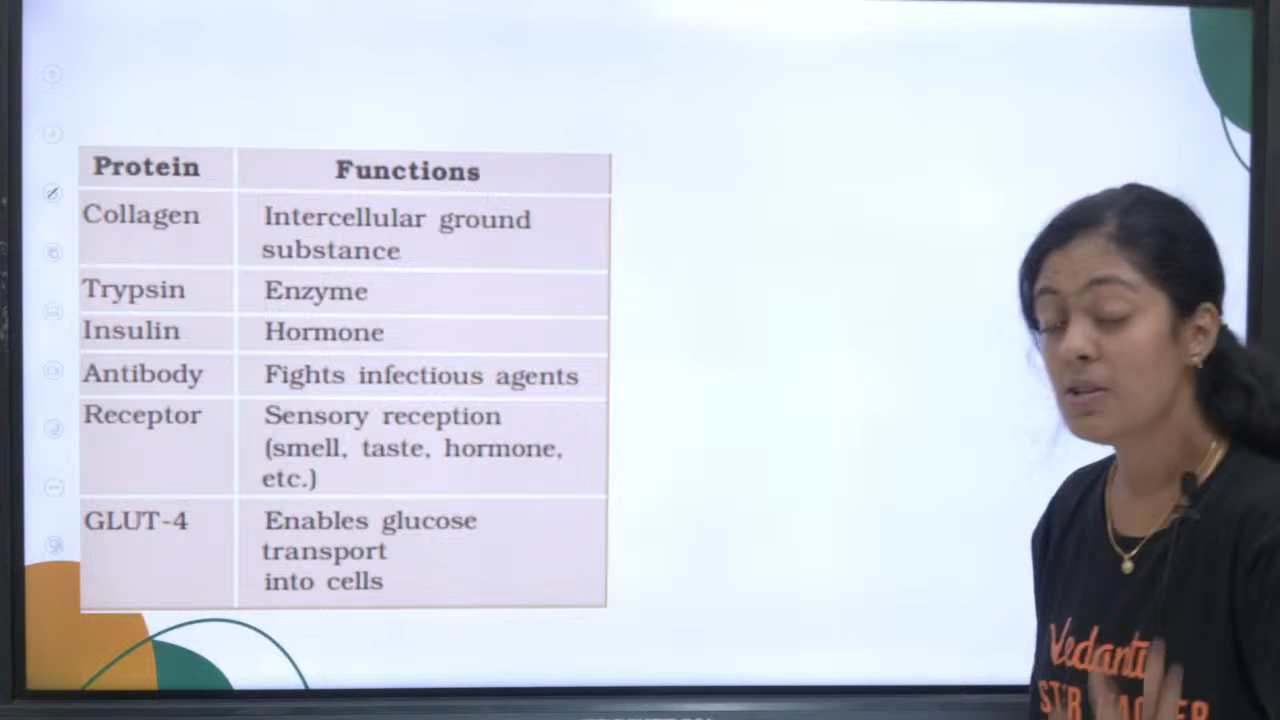 Protein Functions
Collagen Intercellular ground
substance
Trypsin Enzyme
Insulin Hormone
Antibody Fights infectious agents
Receptor Sensory reception
(smell, taste, hormone,
etc.)
GLUT-4 Enables glucose
transport
into cells